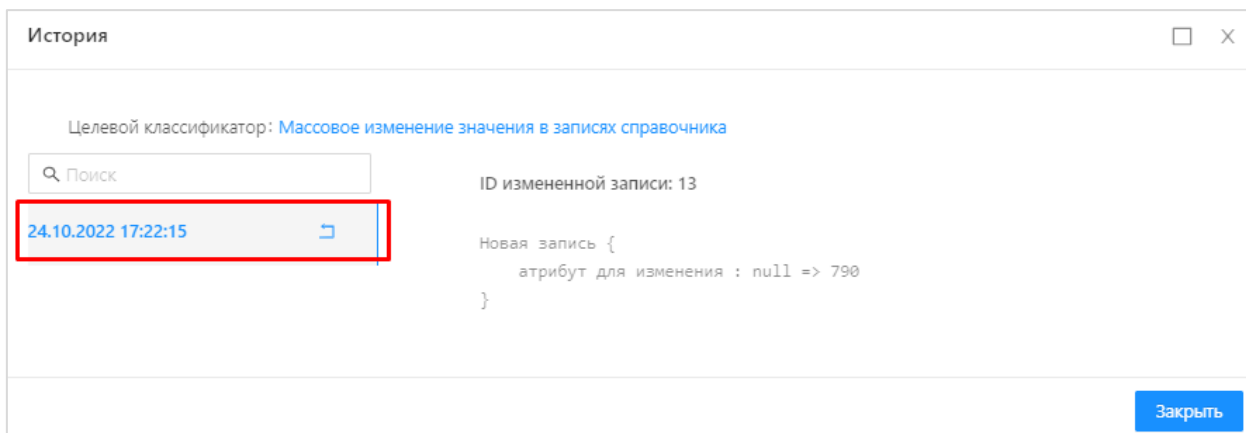 История
Целевой классификатор: Массовое изменение значения в записях справочника
Поиск
24.10.2022 17:22:15
ID измененной записи: 13
Новая запись {
атрибут для изменения : null => 790
}
Закрыть